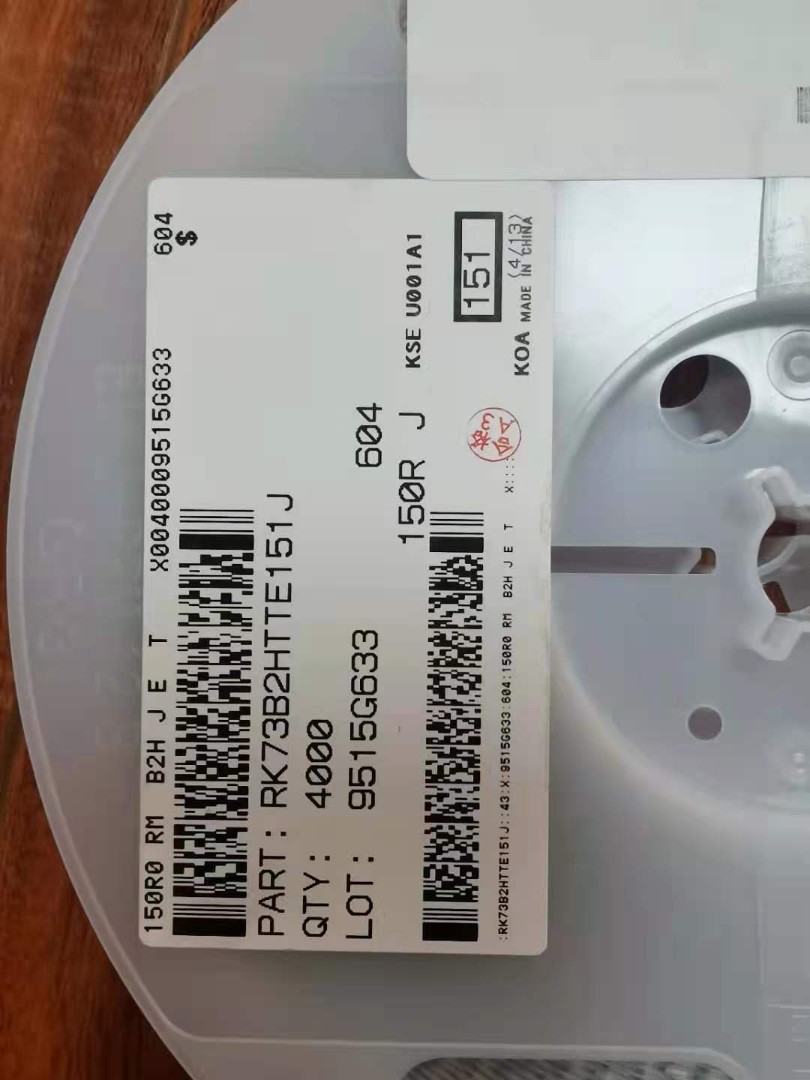 150R0 RM B2H J E T X0040009515G633 604
$
PART: RK73B2HTTE151J
QTY: 4000
LOT: 9515G633 604
150R J
KSE U001A1
151
(4/13)
KOA MADE IN CHINA
:RK73B2HTTE151J::43:X:9515G633:604:150R0 RM B2H J E T X::::